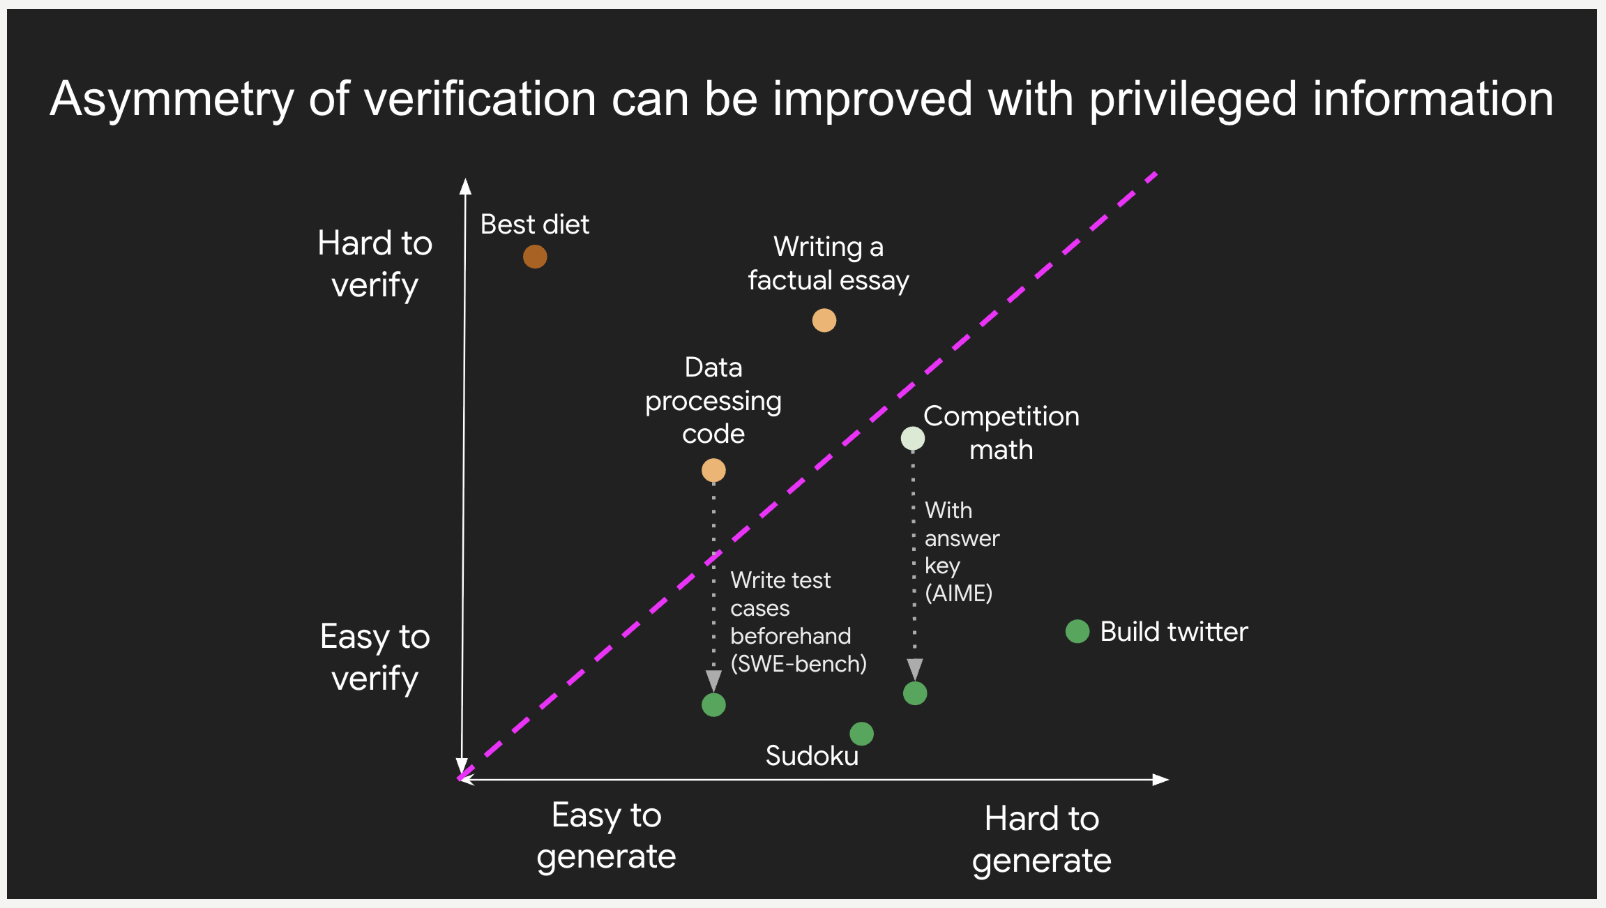 Asymmetry of verification can be improved with privileged information
Hard to
verify
Best diet
Writing a
factual essay
Data
processing
code
Competition
math
With
answer
key
(AIME)
Write test
cases
beforehand
(SWE-bench)
Easy to
verify
Build twitter
Sudoku
Easy to
generate
Hard to
generate